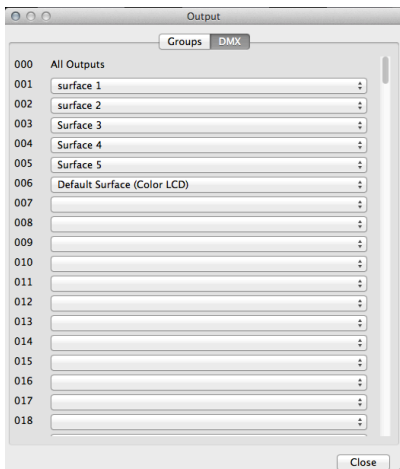 Output
Groups DMX
000 All Outputs
001 surface 1
002 surface 2
003 Surface 3
004 Surface 4
005 Surface 5
006 Default Surface (Color LCD)
007
008
009
010
011
012
013
014
015
016
017
018
Close